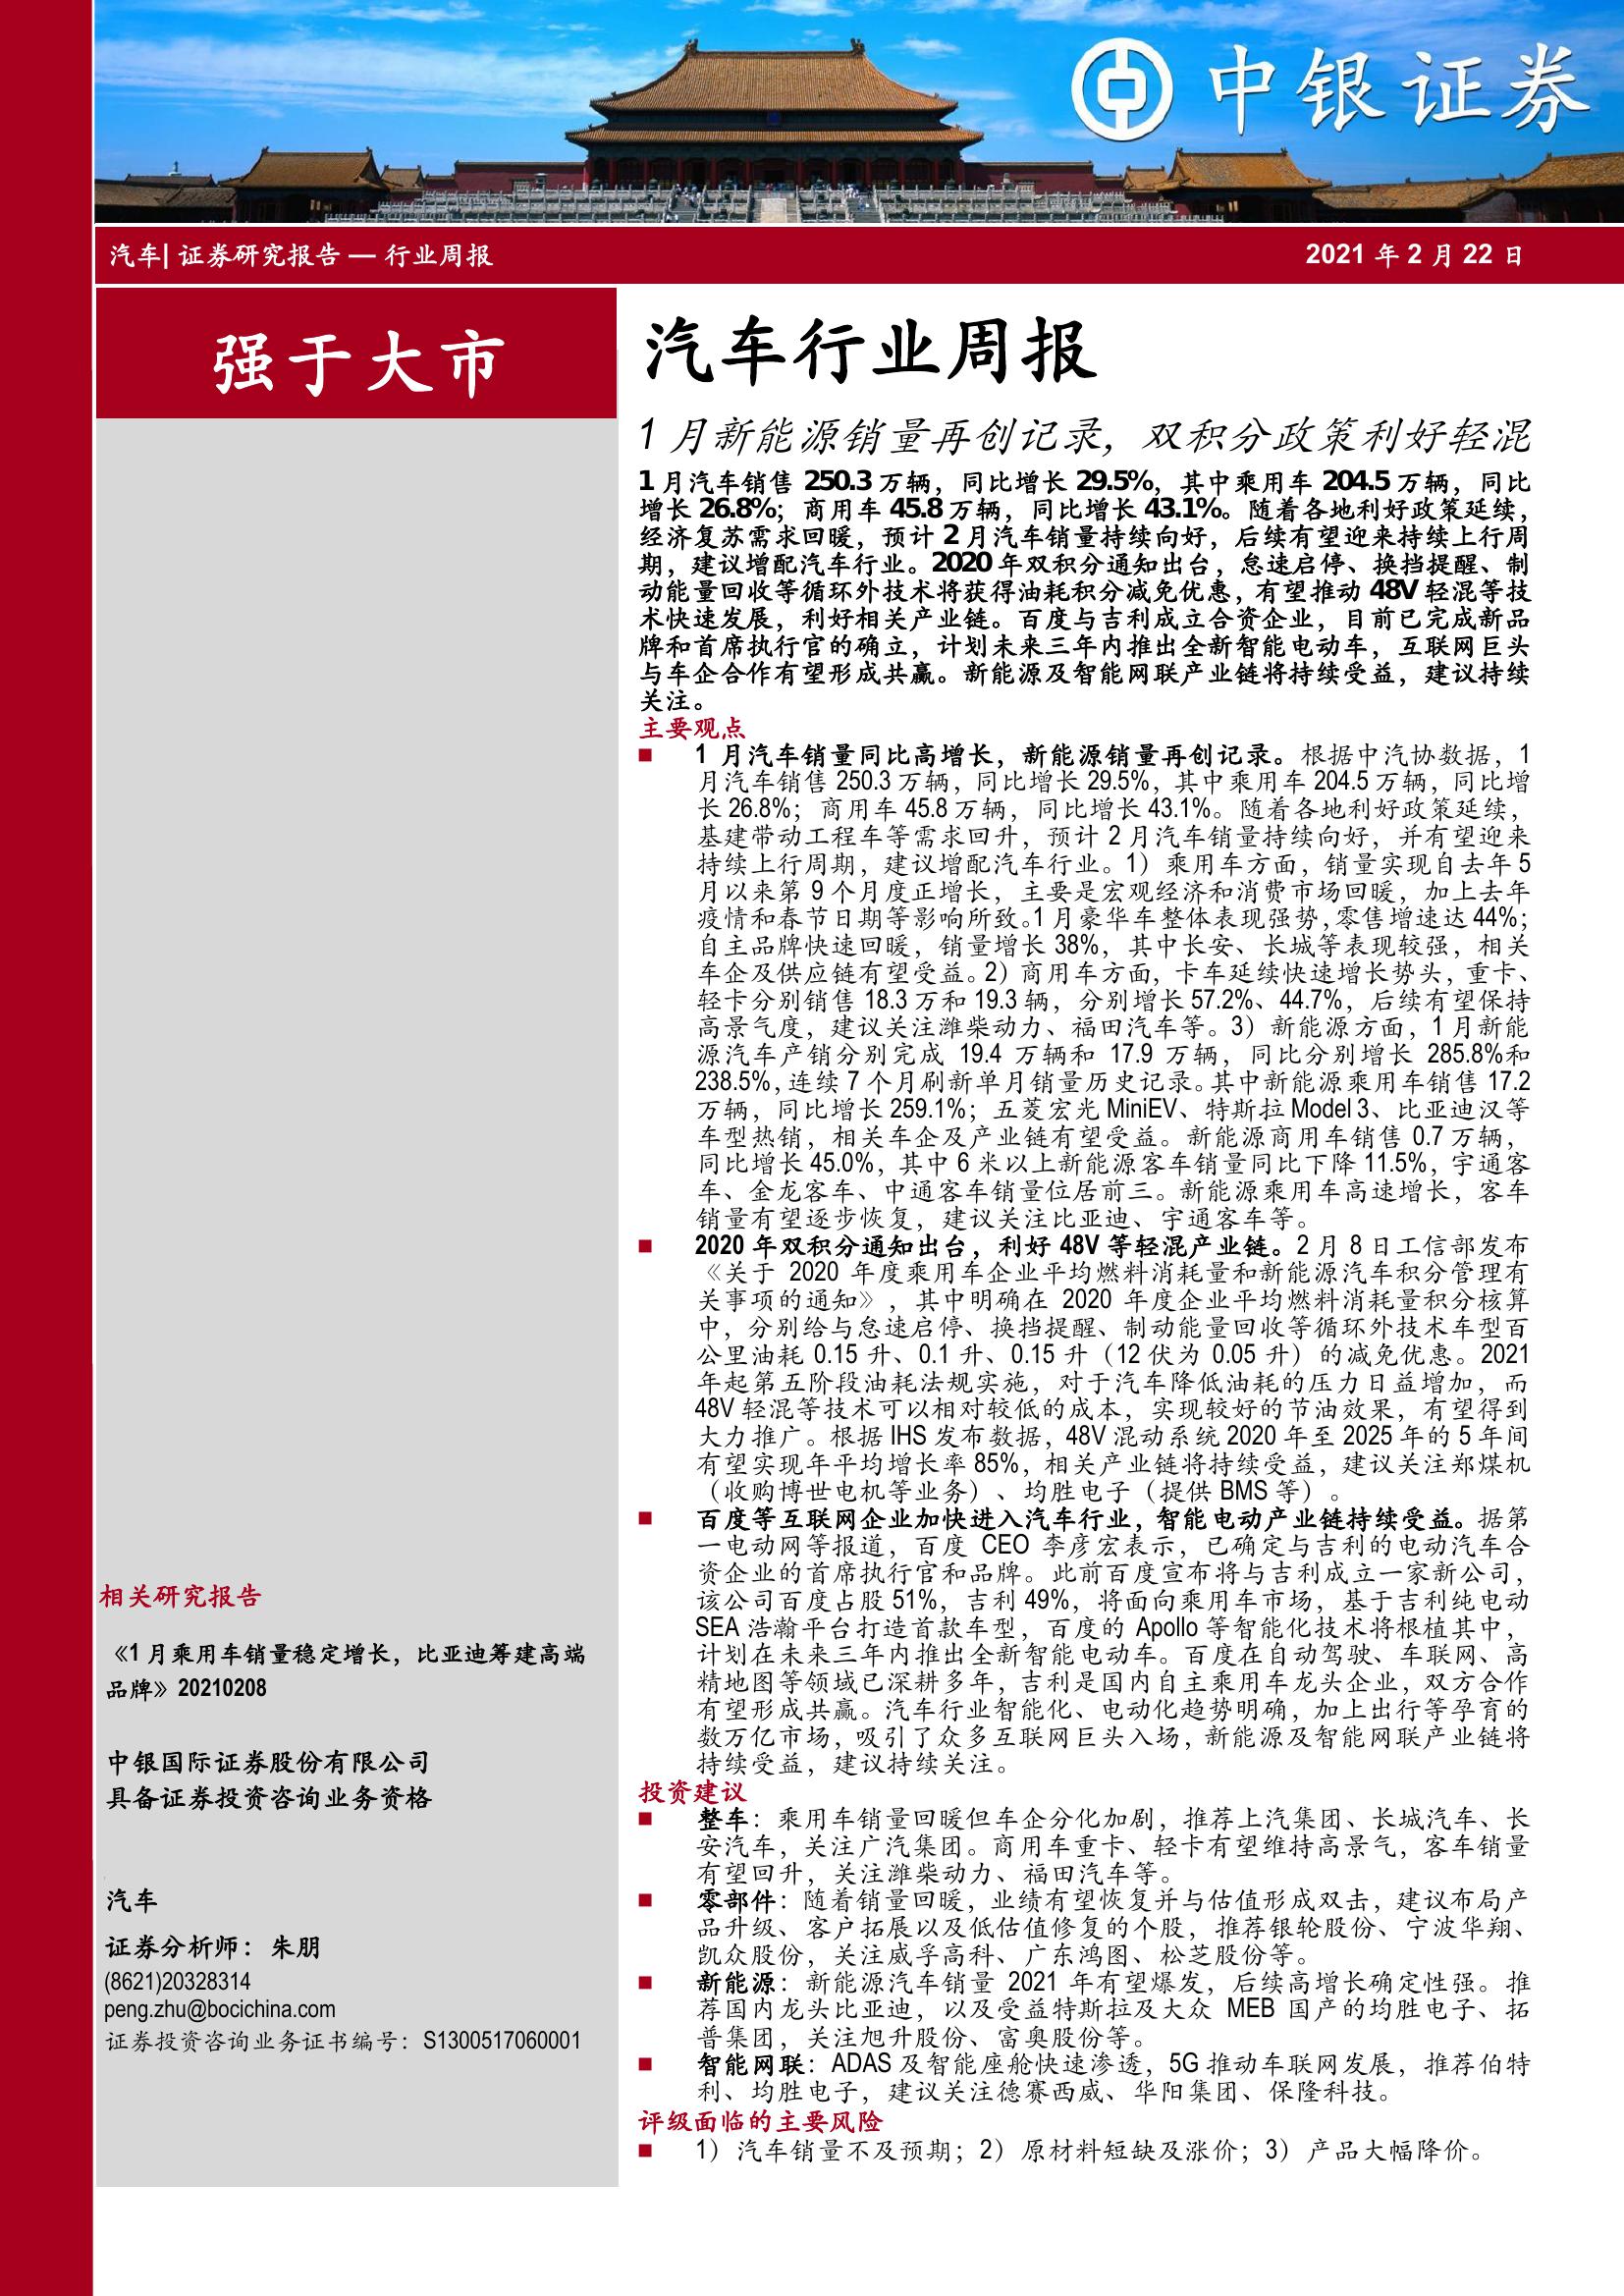 中银证券
汽车| 证券研究报告 — 行业周报
2021 年 2 月 22 日
强于大市
汽车行业周报
1 月新能源销量再创记录，双积分政策利好轻混
1 月汽车销售 250.3 万辆，同比增长 29.5%，其中乘用车 204.5 万辆，同比
增长 26.8%；商用车 45.8 万辆，同比增长 43.1%。随着各地利好政策延续，
经济复苏需求回暖，预计 2 月汽车销量持续向好，后续有望迎来持续上行周
期，建议增配汽车行业。2020 年双积分通知出台，怠速启停、换挡提醒、制
动能量回收等循环外技术将获得油耗积分减免优惠，有望推动 48V 轻混等技
术快速发展，利好相关产业链。百度与吉利成立合资企业，目前已完成新品
牌和首席执行官的确立，计划未来三年内推出全新智能电动车，互联网巨头
与车企合作有望形成共赢。新能源及智能网联产业链将持续受益，建议持续
关注。
主要观点
■ 1 月汽车销量同比高增长，新能源销量再创记录。根据中汽协数据，1
月汽车销售 250.3 万辆，同比增长 29.5%，其中乘用车 204.5 万辆，同比增
长 26.8%；商用车 45.8 万辆，同比增长 43.1%。随着各地利好政策延续，
基建带动工程车等需求回升，预计 2 月汽车销量持续向好，并有望迎来
持续上行周期，建议增配汽车行业。1）乘用车方面，销量实现自去年 5
月以来第 9 个月度正增长，主要是宏观经济和消费市场回暖，加上去年
疫情和春节日期等影响所致。1 月豪华车整体表现强势，零售增速达 44%；
自主品牌快速回暖，销量增长 38%，其中长安、长城等表现较强，相关
车企及供应链有望受益。2）商用车方面，卡车延续快速增长势头，重卡、
轻卡分别销售 18.3 万和 19.3 辆，分别增长 57.2%、44.7%，后续有望保持
高景气度，建议关注潍柴动力、福田汽车等。3）新能源方面，1 月新能
源汽车产销分别完成 19.4 万辆和 17.9 万辆，同比分别增长 285.8%和
238.5%，连续 7 个月刷新单月销量历史记录。其中新能源乘用车销售 17.2
万辆，同比增长 259.1%；五菱宏光 MiniEV、特斯拉 Model 3、比亚迪汉等
车型热销，相关车企及产业链有望受益。新能源商用车销售 0.7 万辆，
同比增长 45.0%，其中 6 米以上新能源客车销量同比下降 11.5%，宇通客
车、金龙客车、中通客车销量位居前三。新能源乘用车高速增长，客车
销量有望逐步恢复，建议关注比亚迪、宇通客车等。
■ 2020 年双积分通知出台，利好 48V 等轻混产业链。2 月 8 日工信部发布
《关于 2020 年度乘用车企业平均燃料消耗量和新能源汽车积分管理有
关事项的通知》，其中明确在 2020 年度企业平均燃料消耗量积分核算
中，分别给与怠速启停、换挡提醒、制动能量回收等循环外技术车型百
公里油耗 0.15 升、0.1 升、0.15 升（12 伏为 0.05 升）的减免优惠。2021
年起第五阶段油耗法规实施，对于汽车降低油耗的压力日益增加，而
48V 轻混等技术可以相对较低的成本，实现较好的节油效果，有望得到
大力推广。根据 IHS 发布数据，48V 混动系统 2020 年至 2025 年的 5 年间
有望实现年平均增长率 85%，相关产业链将持续受益，建议关注郑煤机
（收购博世电机等业务）、均胜电子（提供 BMS 等）。
■ 百度等互联网企业加快进入汽车行业，智能电动产业链持续受益。据第
一电动网等报道，百度 CEO 李彦宏表示，已确定与吉利的电动汽车合
资企业的首席执行官和品牌。此前百度宣布将与吉利成立一家新公司，
该公司百度占股 51%，吉利 49%，将面向乘用车市场，基于吉利纯电动
SEA 浩瀚平台打造首款车型，百度的 Apollo 等智能化技术将根植其中，
计划在未来三年内推出全新智能电动车。百度在自动驾驶、车联网、高
精地图等领域已深耕多年，吉利是国内自主乘用车龙头企业，双方合作
有望形成共赢。汽车行业智能化、电动化趋势明确，加上出行等孕育的
数万亿市场，吸引了众多互联网巨头入场，新能源及智能网联产业链将
持续受益，建议持续关注。
投资建议
■ 整车：乘用车销量回暖但车企分化加剧，推荐上汽集团、长城汽车、长
安汽车，关注广汽集团。商用车重卡、轻卡有望维持高景气，客车销量
有望回升，关注潍柴动力、福田汽车等。
■ 零部件：随着销量回暖，业绩有望恢复并与估值形成双击，建议布局产
品升级、客户拓展以及低估值修复的个股，推荐银轮股份、宁波华翔、
凯众股份，关注威孚高科、广东鸿图、松芝股份等。
■ 新能源：新能源汽车销量 2021 年有望爆发，后续高增长确定性强。推
荐国内龙头比亚迪，以及受益特斯拉及大众 MEB 国产的均胜电子、拓
普集团，关注旭升股份、富奥股份等。
■ 智能网联：ADAS 及智能座舱快速渗透，5G 推动车联网发展，推荐伯特
利、均胜电子，建议关注德赛西威、华阳集团、保隆科技。
评级面临的主要风险
■ 1）汽车销量不及预期；2）原材料短缺及涨价；3）产品大幅降价。
相关研究报告
《1 月乘用车销量稳定增长，比亚迪筹建高端
品牌》20210208
中银国际证券股份有限公司
具备证券投资咨询业务资格
汽车
证券分析师：朱朋
(8621)20328314
peng.zhu@bocichina.com
证券投资咨询业务证书编号：S1300517060001